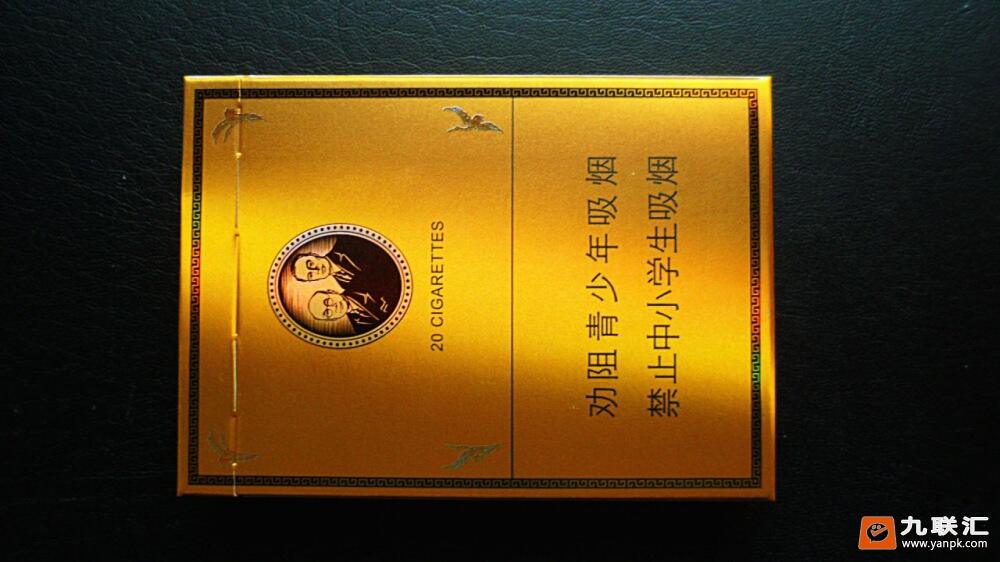 20 CIGARETTES
劝阻青少年吸烟
禁止中小学生吸烟
九联汇
www.yanpk.com